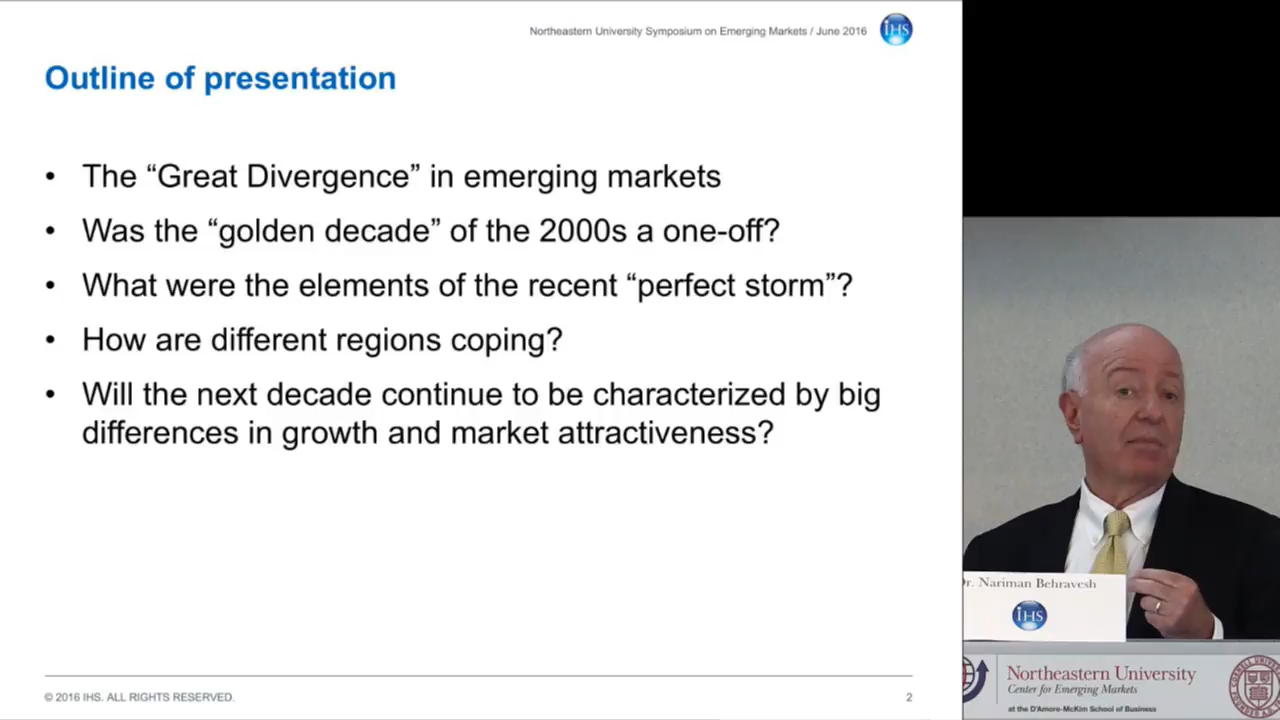 Northeastern University Symposium on Emerging Markets / June 2016
IHS
Outline of presentation
• The “Great Divergence” in emerging markets
• Was the “golden decade” of the 2000s a one-off?
• What were the elements of the recent “perfect storm”?
• How are different regions coping?
• Will the next decade continue to be characterized by big
differences in growth and market attractiveness?
© 2016 IHS. ALL RIGHTS RESERVED.
2
Dr. Nariman Behravesh
IHS
Northeastern University
Center for Emerging Markets
at the D'Amore-McKim School of Business